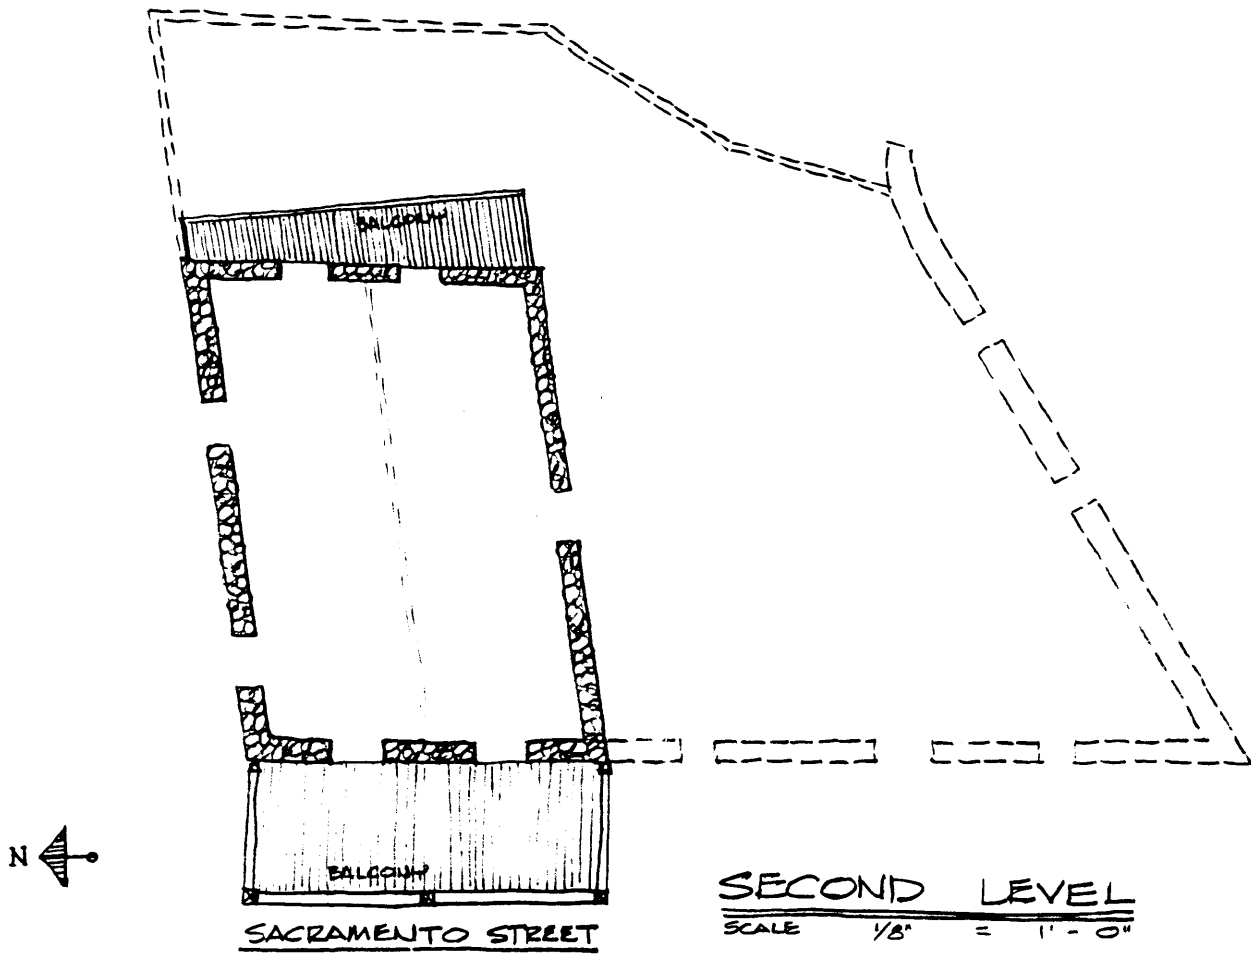 BALCONY
N
BALCONY
SACRAMENTO STREET
SECOND LEVEL
SCALE 1/8" = 1' - 0"